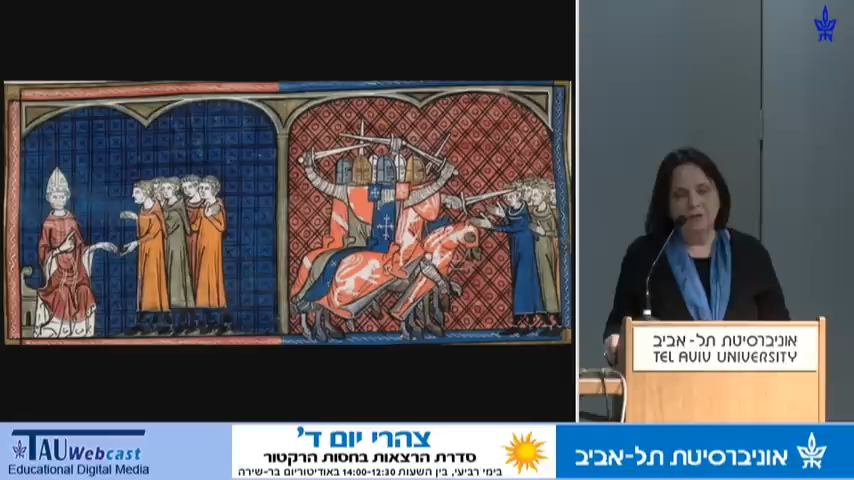 אוניברסיטת תל-אביב
TEL AVIV UNIVERSITY
TAU Webcast
Educational Digital Media
צהרי יום ד'
סדרת הרצאות בחסות הרקטור
בימי רביעי, בין השעות 14:00-12:30 באודיטוריום בר-שירה
אוניברסיטת תל-אביב